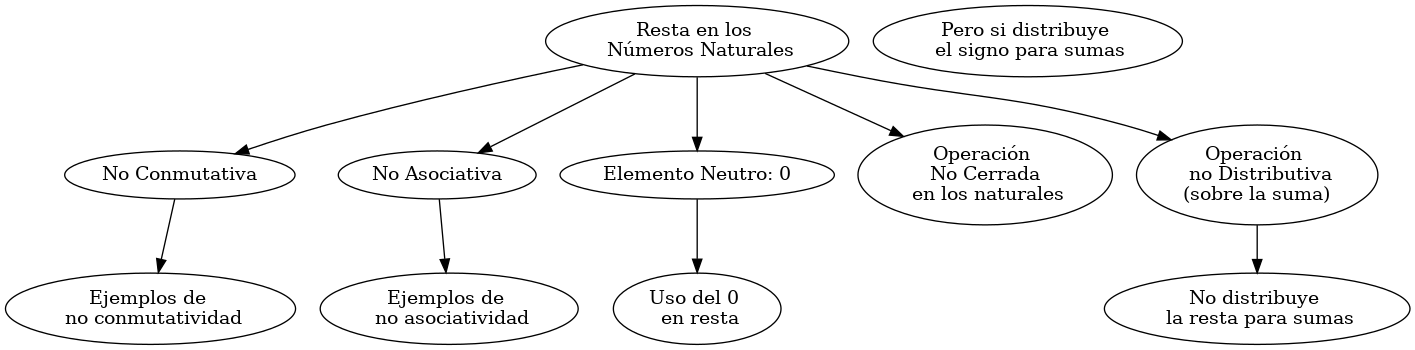 Resta en los
Números Naturales
Pero si distribuye
el signo para sumas
No Conmutativa
No Asociativa
Elemento Neutro: 0
Operación
No Cerrada
en los naturales
Operación
no Distributiva
(sobre la suma)
Ejemplos de
no conmutatividad
Ejemplos de
no asociatividad
Uso del 0
en resta
No distribuye
la resta para sumas